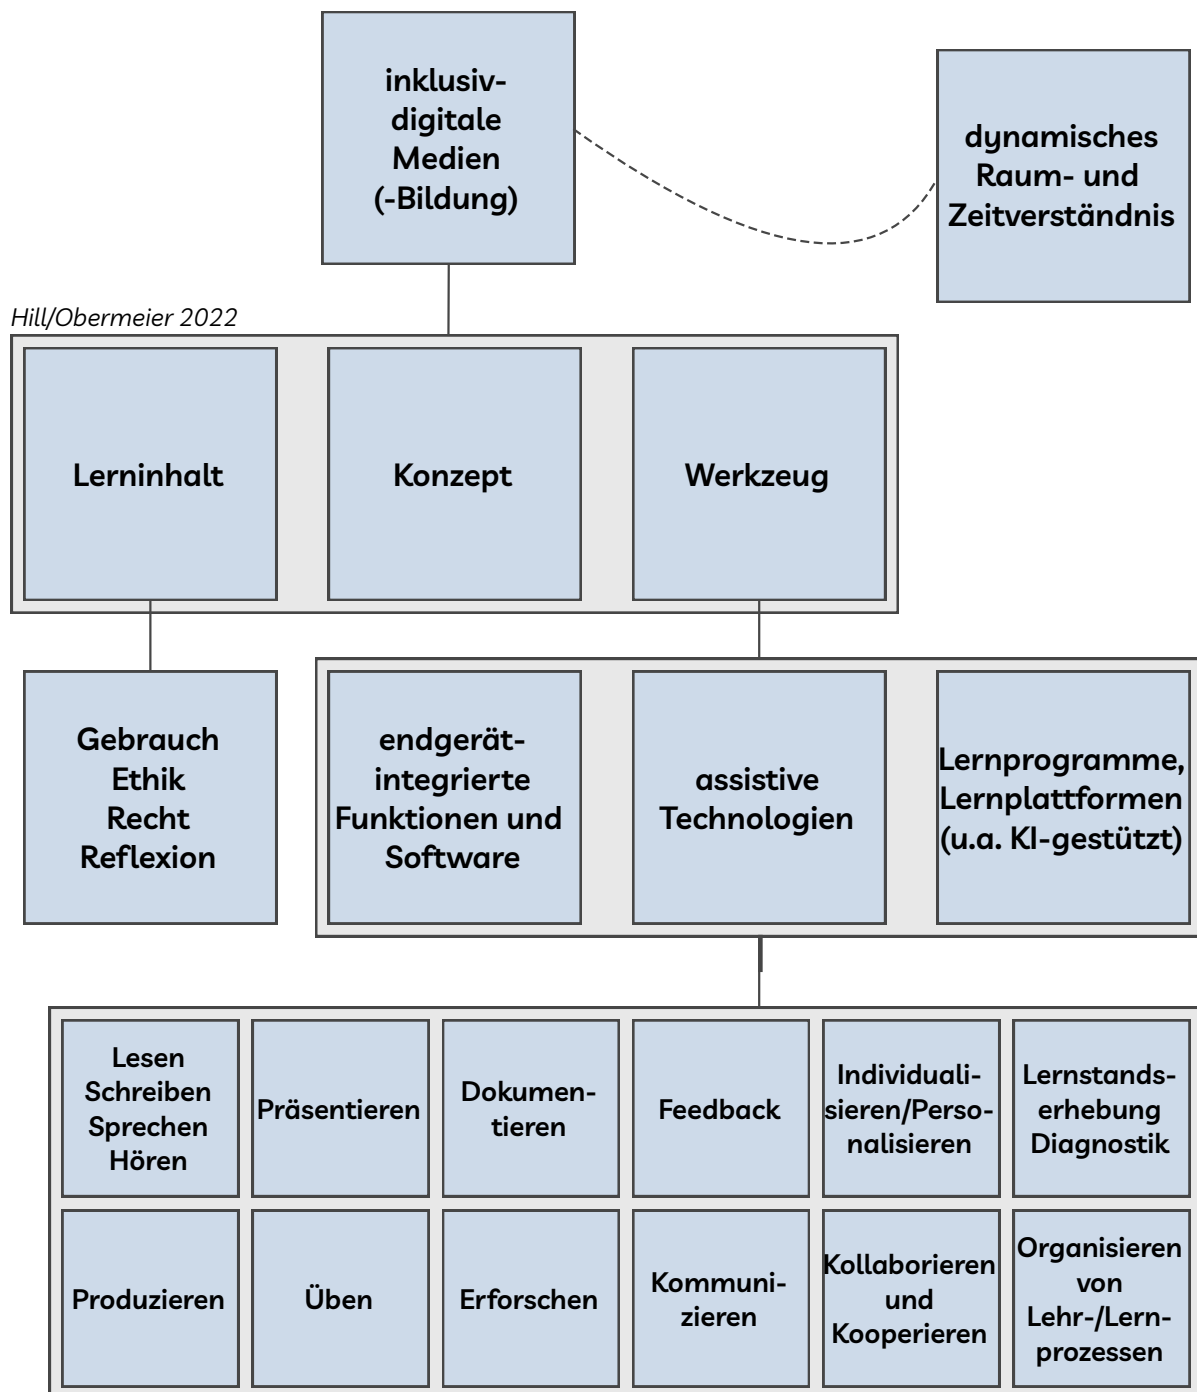 inklusiv-
digitale
Medien
(-Bildung)
dynamisches
Raum- und
Zeitverständnis
Hill/Obermeier 2022
Lerninhalt
Konzept
Werkzeug
Gebrauch
Ethik
Recht
Reflexion
endgerät-
integrierte
Funktionen und
Software
assistive
Technologien
Lernprogramme,
Lernplattformen
(u.a. KI-gestützt)
Lesen
Schreiben
Sprechen
Hören
Präsentieren
Dokumen-
tieren
Feedback
Individuali-
sieren/Perso-
nalisieren
Lernstands-
erhebung
Diagnostik
Produzieren
Üben
Erforschen
Kommuni-
zieren
Kollaborieren
und
Kooperieren
Organisieren
von
Lehr-/Lern-
prozessen